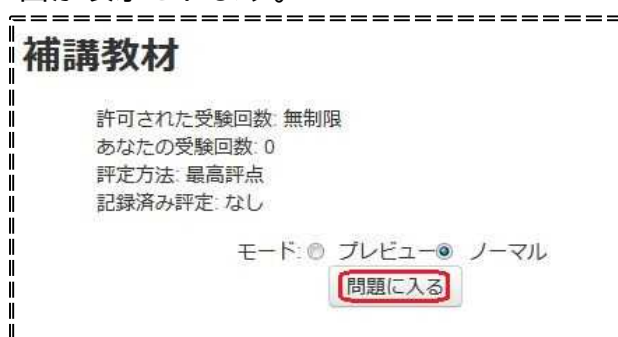 補講教材
許可された受験回数: 無制限
あなたの受験回数: 0
評定方法: 最高評点
記録済み評定: なし
モード: プレビュー ノーマル
問題に入る